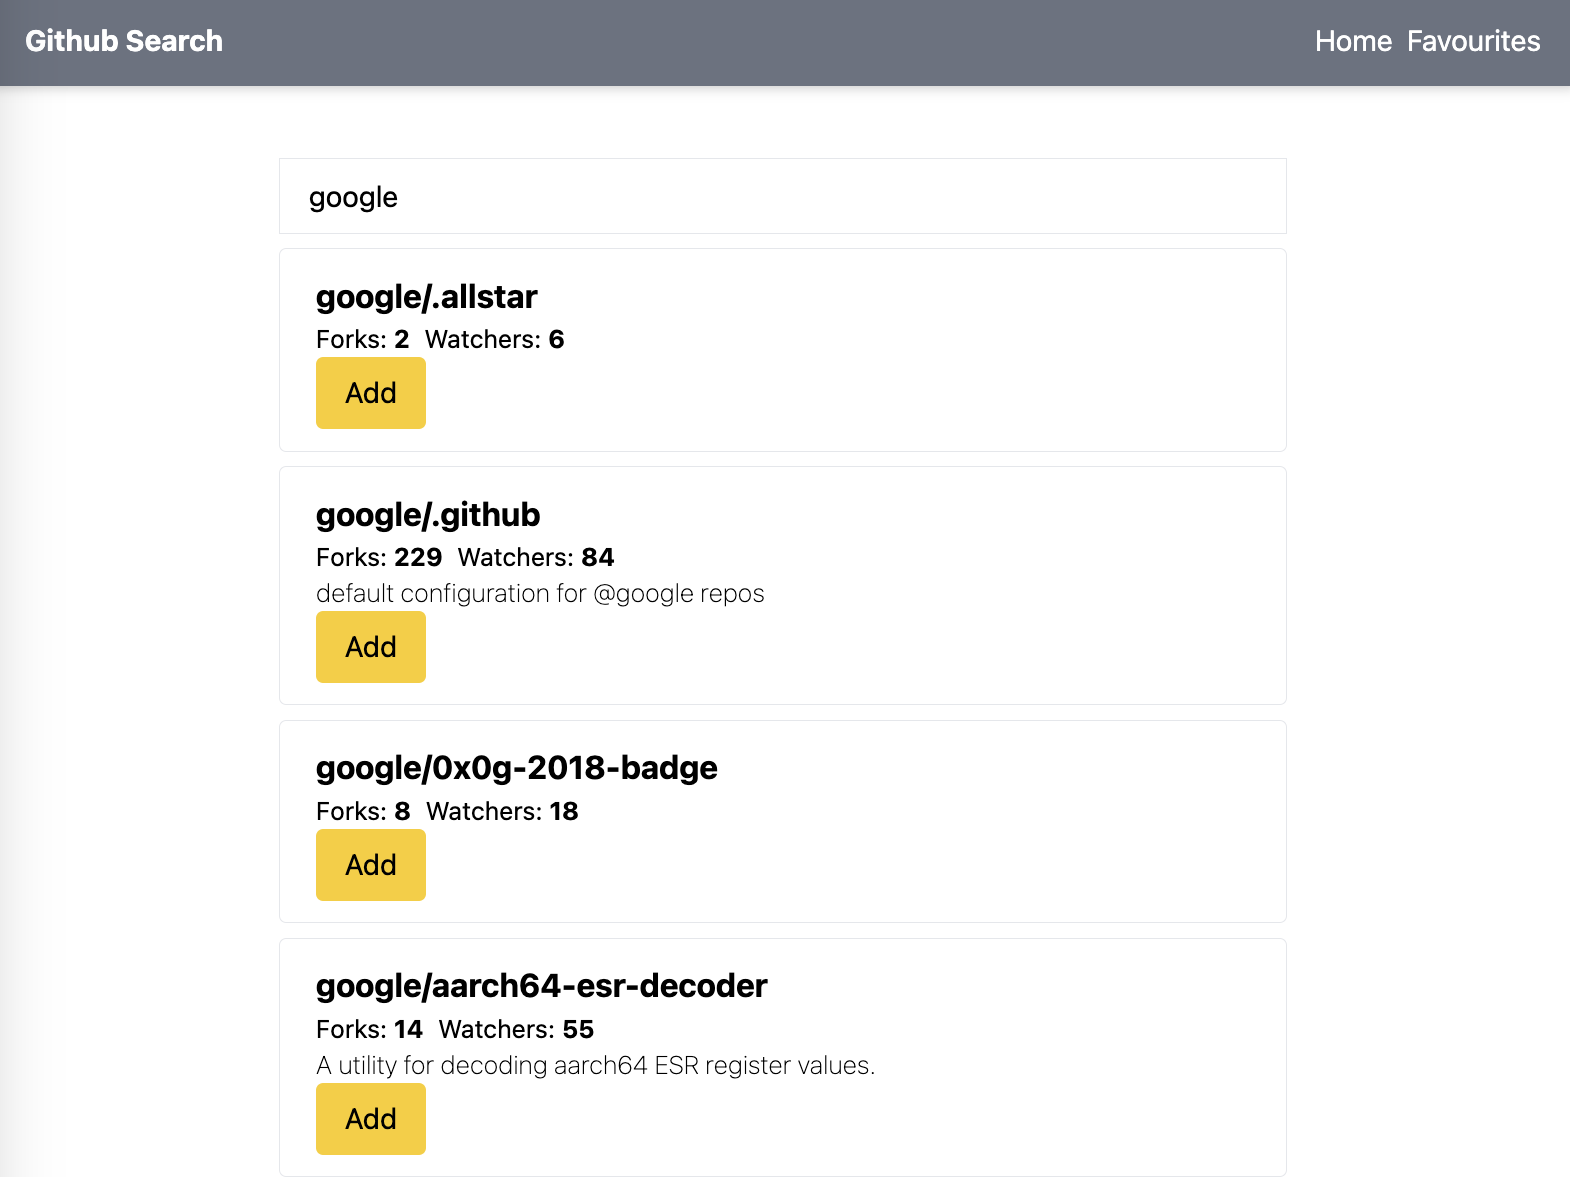 Github Search
Home Favourites
google
google/.allstar
Forks: 2 Watchers: 6
Add
google/.github
Forks: 229 Watchers: 84
default configuration for @google repos
Add
google/0x0g-2018-badge
Forks: 8 Watchers: 18
Add
google/aarch64-esr-decoder
Forks: 14 Watchers: 55
A utility for decoding aarch64 ESR register values.
Add